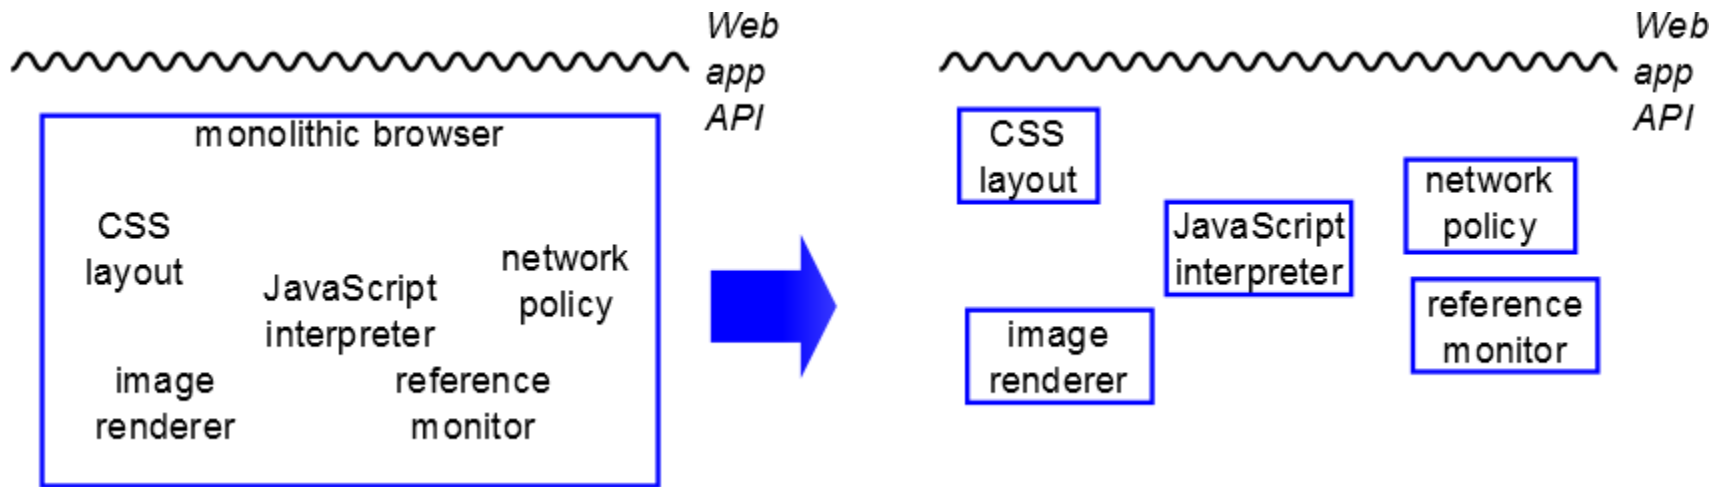 Web
app
API
monolithic browser
CSS
layout
network
policy
JavaScript
interpreter
image
renderer
reference
monitor
Web
app
API
CSS
layout
network
policy
JavaScript
interpreter
reference
monitor
image
renderer